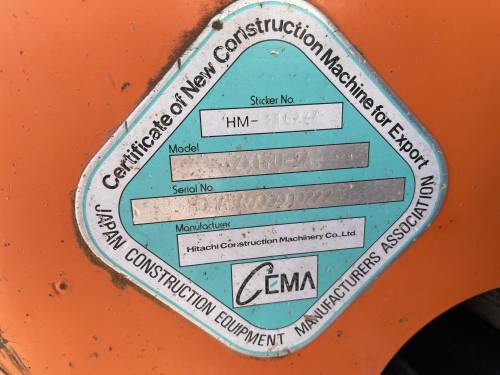 Certificate of New Construction Machine for Export
Sticker No.
HM-
Model
Serial No.
Manufacturer
Hitachi Construction Machinery Co., Ltd.
CEMA
JAPAN CONSTRUCTION EQUIPMENT MANUFACTURERS ASSOCIATION